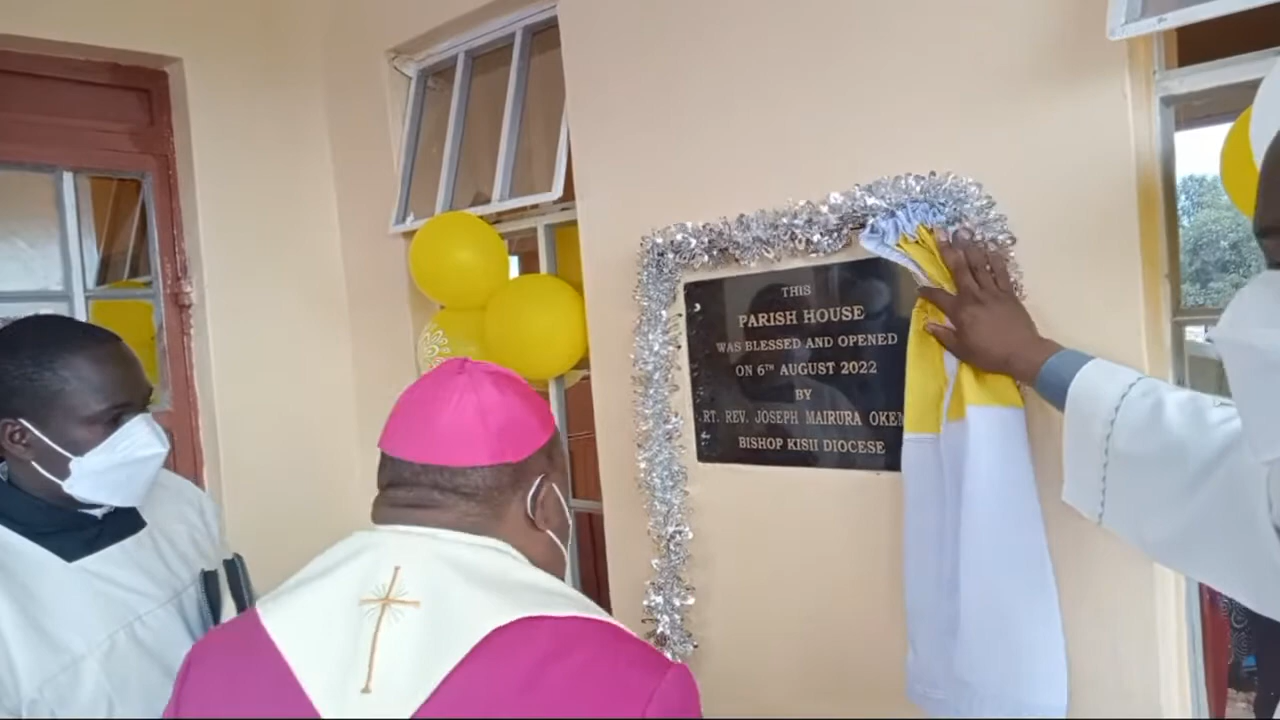 THIS
PARISH HOUSE
WAS BLESSED AND OPENED
ON 6TH AUGUST 2022
BY
RT. REV. JOSEPH MAIRURA
BISHOP KISII DIOCESE